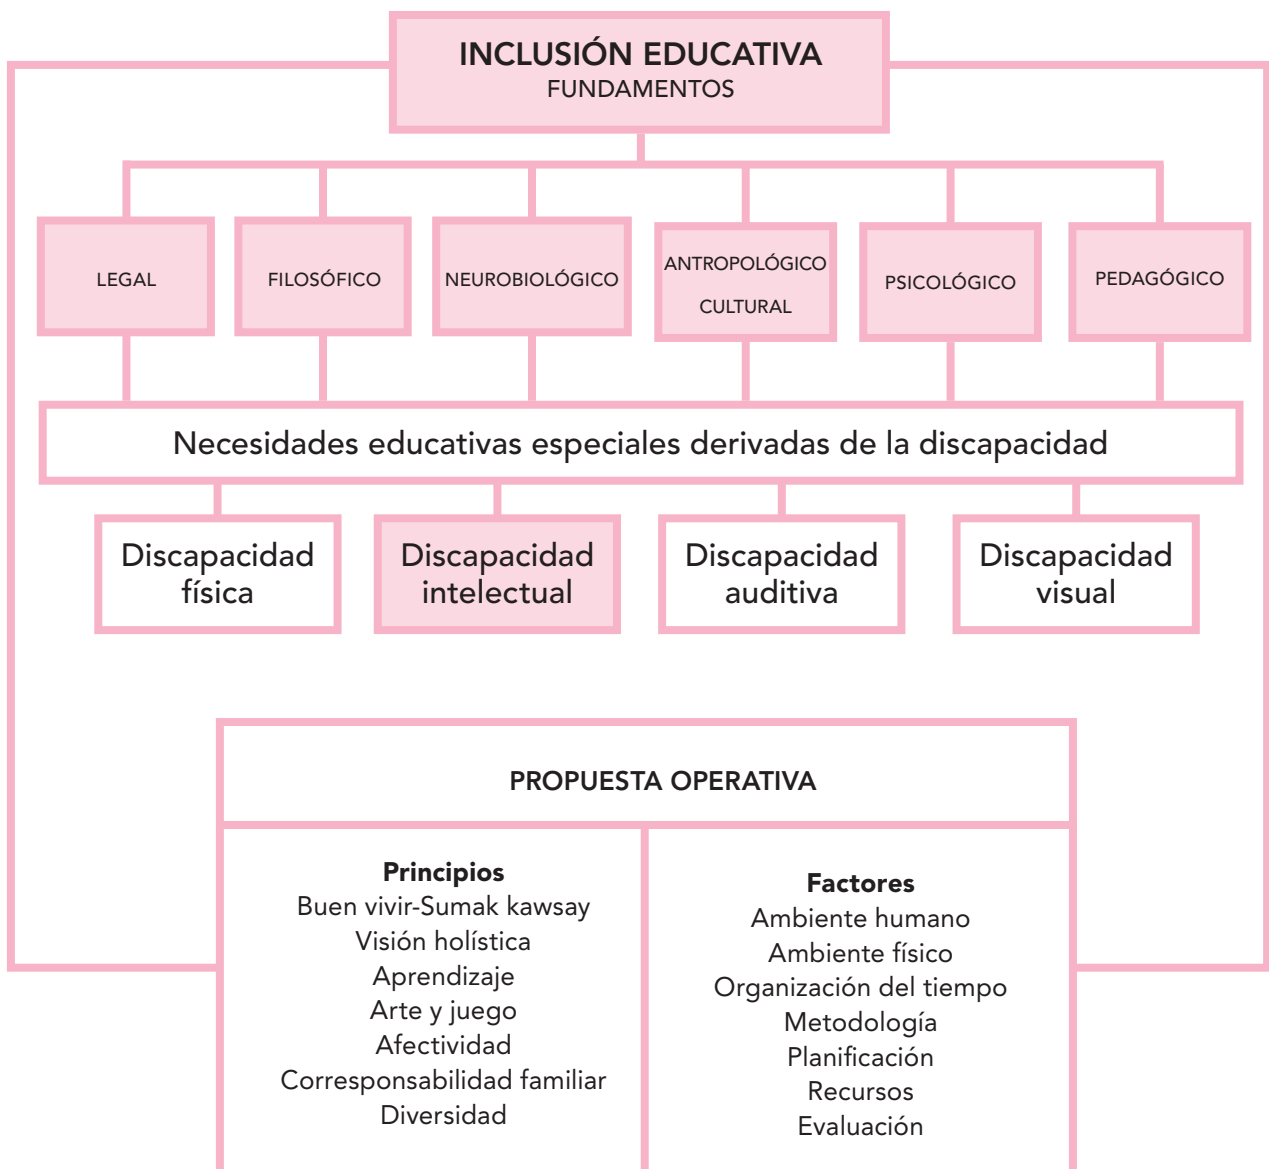 INCLUSIÓN EDUCATIVA
FUNDAMENTOS
LEGAL
FILOSÓFICO
NEUROBIOLÓGICO
ANTROPOLÓGICO
CULTURAL
PSICOLÓGICO
PEDAGÓGICO
Necesidades educativas especiales derivadas de la discapacidad
Discapacidad
física
Discapacidad
intelectual
Discapacidad
auditiva
Discapacidad
visual
PROPUESTA OPERATIVA
Principios
Buen vivir-Sumak kawsay
Visión holística
Aprendizaje
Arte y juego
Afectividad
Corresponsabilidad familiar
Diversidad
Factores
Ambiente humano
Ambiente físico
Organización del tiempo
Metodología
Planificación
Recursos
Evaluación